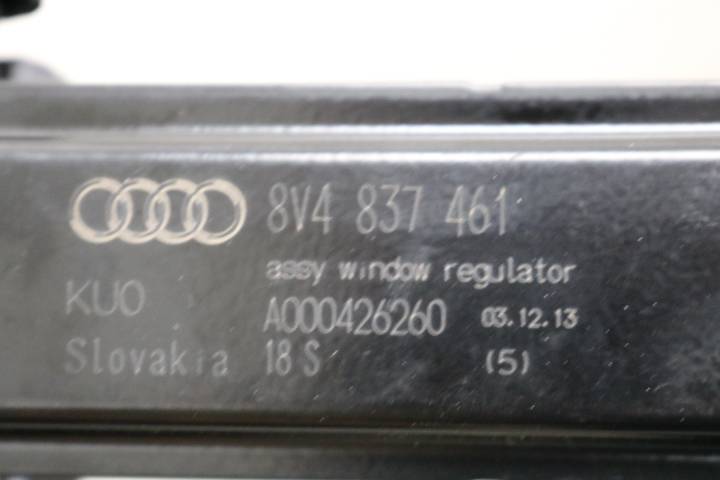 8V4 837 461
assy window regulator
KUO A000426260 03.12.13
Slovakia 18 S (5)